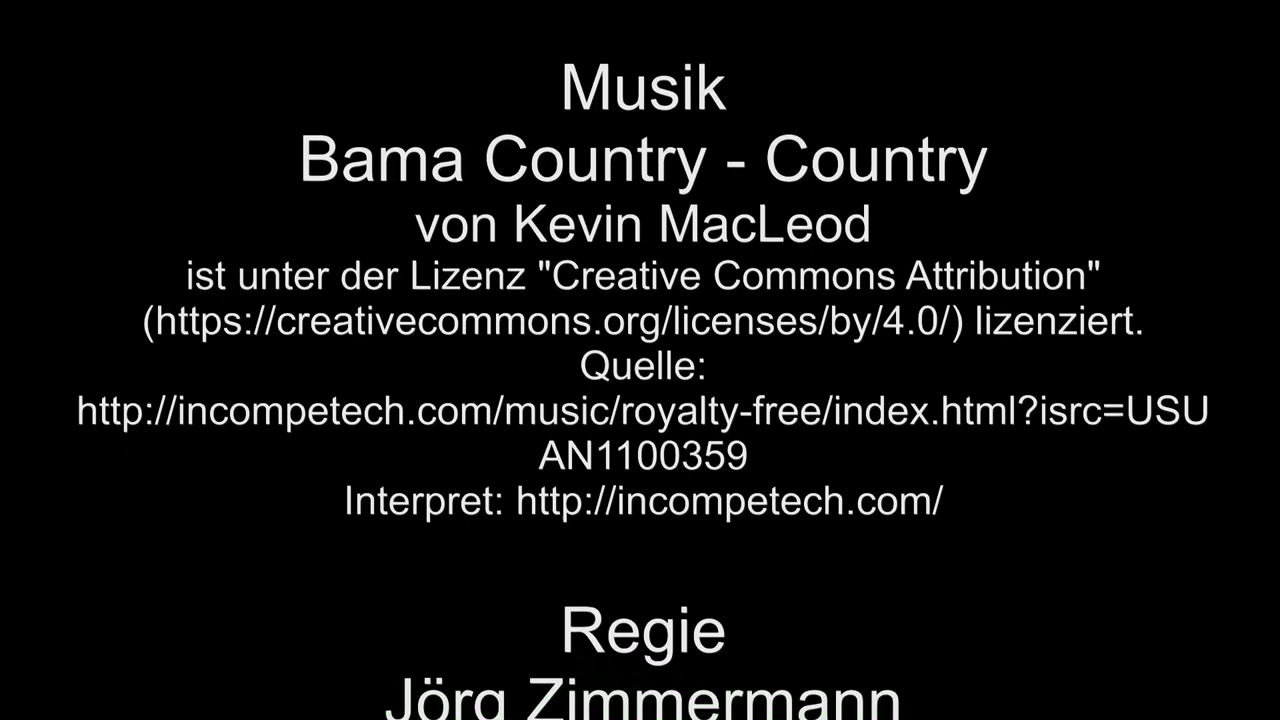 Musik
Bama Country - Country
von Kevin MacLeod
ist unter der Lizenz "Creative Commons Attribution"
(https://creativecommons.org/licenses/by/4.0/) lizenziert.
Quelle:
http://incompetech.com/music/royalty-free/index.html?isrc=USU
AN1100359
Interpret: http://incompetech.com/
Regie
Jörg Zimmermann